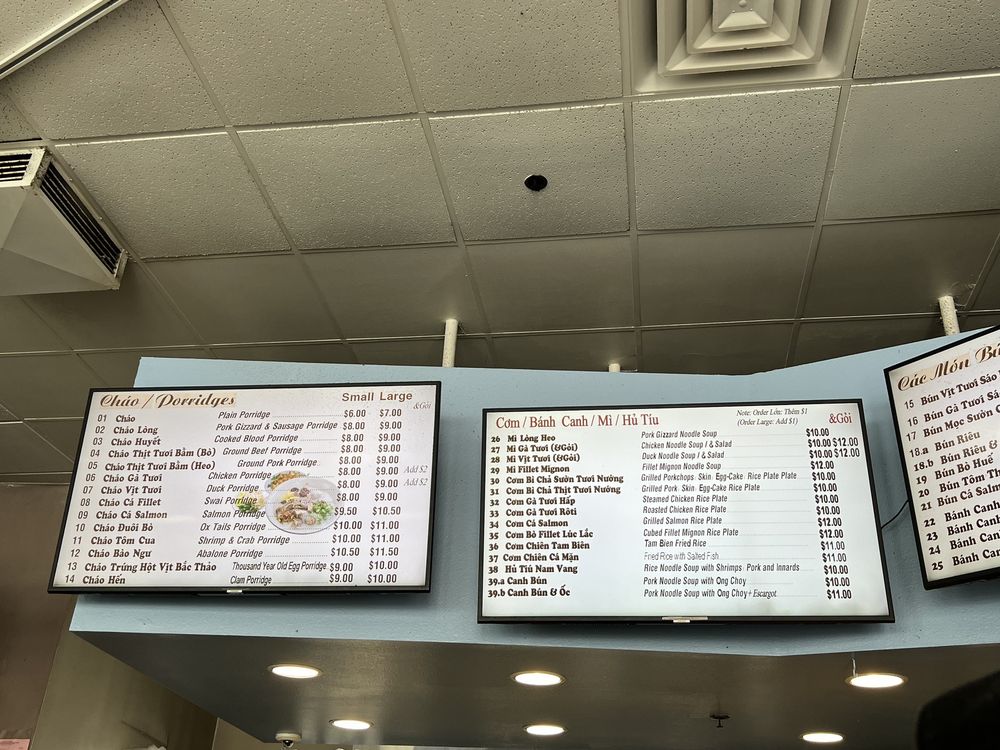 Cháo / Porridges Small Large
&Gỏi
01 Cháo Plain Porridge $6.00 $7.00
02 Cháo Lòng Pork Gizzard & Sausage Porridge $8.00 $9.00
03 Cháo Huyết Cooked Blood Porridge $8.00 $9.00
04 Cháo Thịt Tươi Bằm (Bò) Ground Beef Porridge $8.00 $9.00
05 Cháo Thịt Tươi Bằm (Heo) Ground Pork Porridge $8.00 $9.00
06 Cháo Gà Tươi Chicken Porridge $8.00 $9.00 Add $2
07 Cháo Vịt Tươi Duck Porridge $8.00 $9.00 Add $2
08 Cháo Cá Fillet Swai Porridge $8.00 $9.00
09 Cháo Cá Salmon Salmon Porridge $9.50 $10.50
10 Cháo Đuôi Bò Ox Tails Porridge $10.00 $11.00
11 Cháo Tôm Cua Shrimp & Crab Porridge $10.00 $11.00
12 Cháo Bào Ngư Abalone Porridge $10.50 $11.50
13 Cháo Trứng Hột Vịt Bắc Thảo Thousand Year Old Egg Porridge $9.00 $10.00
14 Cháo Hến Clam Porridge $9.00 $10.00
Cơm / Bánh Canh / Mì / Hủ Tíu Note: Order Lớn: Thêm $1 &Gỏi
(Order Large: Add $1)
26 Mì Lòng Heo Pork Gizzard Noodle Soup $10.00
27 Mì Gà Tươi (&Gỏi) Chicken Noodle Soup / & Salad $10.00 $12.00
28 Mì Vịt Tươi (&Gỏi) Duck Noodle Soup / & Salad $10.00 $12.00
29 Mì Fillet Mignon Fillet Mignon Noodle Soup $12.00
30 Cơm Bì Chả Sườn Tươi Nướng Grilled Porkchops Skin Egg-Cake Rice Plate Plate $10.00
31 Cơm Bì Chả Thịt Tươi Nướng Grilled Pork Skin Egg-Cake Rice Plate $10.00
32 Cơm Gà Tươi Hấp Steamed Chicken Rice Plate $10.00
33 Cơm Gà Tươi Rôti Roasted Chicken Rice Plate $10.00
34 Cơm Cá Salmon Grilled Salmon Rice Plate $12.00
35 Cơm Bò Fillet Lúc Lắc Cubed Fillet Mignon Rice Plate $12.00
36 Cơm Chiên Tam Biên Tam Bien Fried Rice $11.00
37 Cơm Chiên Cá Mặn Fried Rice with Salted Fish $11.00
38 Hủ Tiú Nam Vang Rice Noodle Soup with Shrimps Pork and Innards $10.00
39.a Canh Bún Pork Noodle Soup with Ong Choy $10.00
39.b Canh Bún & Ốc Pork Noodle Soup with Ong Choy + Escargot $11.00
Các Món Bú
15 Bún Vịt Tươi Xáo
16 Bún Gà Tươi
17 Bún Mọc Sườn
18.a Bún Riêu
18.b Bún Riêu &
19 Bún Bò Huế
20 Bún Tôm
21 Bún Cá Salmon
22 Bánh Canh
23 Bánh Canh
24 Bánh Can
25 Bánh Can